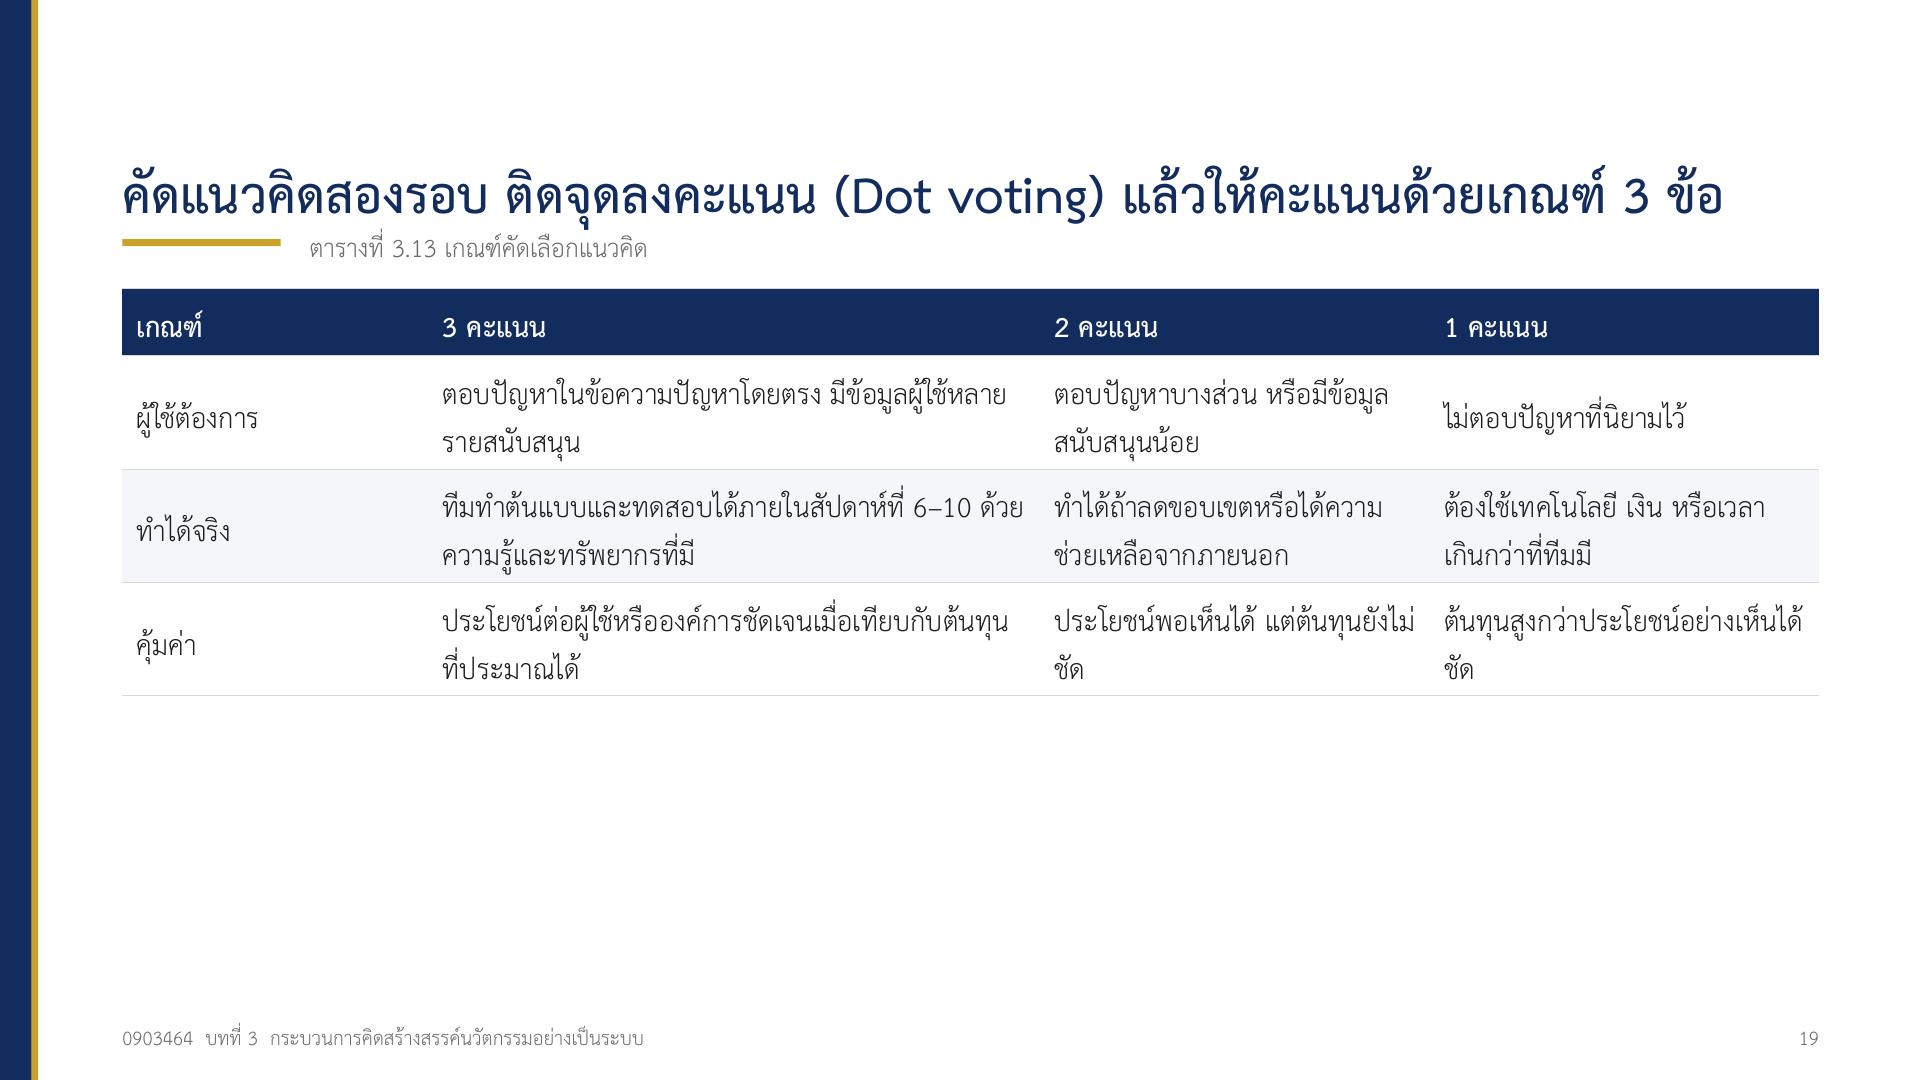 คัดแนวคิดสองรอบ ติดจุดลงคะแนน (Dot voting) แล้วให้คะแนนด้วยเกณฑ์ 3 ข้อ
ตารางที่ 3.13 เกณฑ์คัดเลือกแนวคิด
เกณฑ์ 3 คะแนน 2 คะแนน 1 คะแนน
ผู้ใช้ต้องการ
ตอบปัญหาในข้อความปัญหาโดยตรง มีข้อมูลผู้ใช้หลาย
รายสนับสนุน
ตอบปัญหาบางส่วน หรือมีข้อมูล
สนับสนุนน้อย
ไม่ตอบปัญหาที่นิยามไว้
ทำได้จริง
ทีมทำต้นแบบและทดสอบได้ภายในสัปดาห์ที่ 6–10 ด้วย
ความรู้และทรัพยากรที่มี
ทำได้ถ้าลดขอบเขตหรือได้ความ
ช่วยเหลือจากภายนอก
ต้องใช้เทคโนโลยี เงิน หรือเวลา
เกินกว่าที่ทีมมี
คุ้มค่า
ประโยชน์ต่อผู้ใช้หรือองค์การชัดเจนเมื่อเทียบกับต้นทุน
ที่ประมาณได้
ประโยชน์พอเห็นได้ แต่ต้นทุนยังไม่
ชัด
ต้นทุนสูงกว่าประโยชน์อย่างเห็นได้
ชัด
0903464 บทที่ 3 กระบวนการคิดสร้างสรรค์นวัตกรรมอย่างเป็นระบบ
19